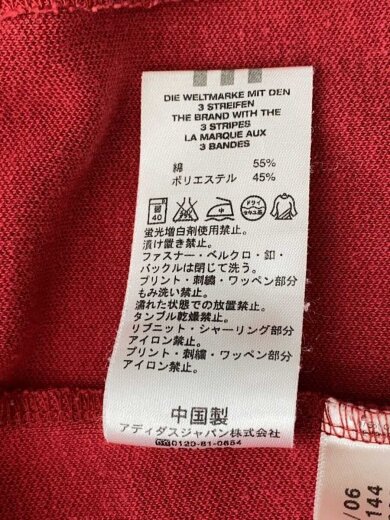 DIE WELTMARKE MIT DEN
3 STREIFEN
THE BRAND WITH THE
3 STRIPES
LA MARQUE AUX
3 BANDES
綿 55%
ポリエステル 45%
40
ドライ
蛍光増白剤使用禁止。
漬け置き禁止。
ファスナー・ベルクロ・釦・
バックルは閉じて洗う。
プリント・刺繍・ワッペン部分
もみ洗い禁止。
濡れた状態での放置禁止。
タンブル乾燥禁止。
リブニット・シャーリング部分
アイロン禁止。
プリント・刺繍・ワッペン部分
アイロン禁止。
中国製
アディダスジャパン株式会社
0120-81-0654
/06
144